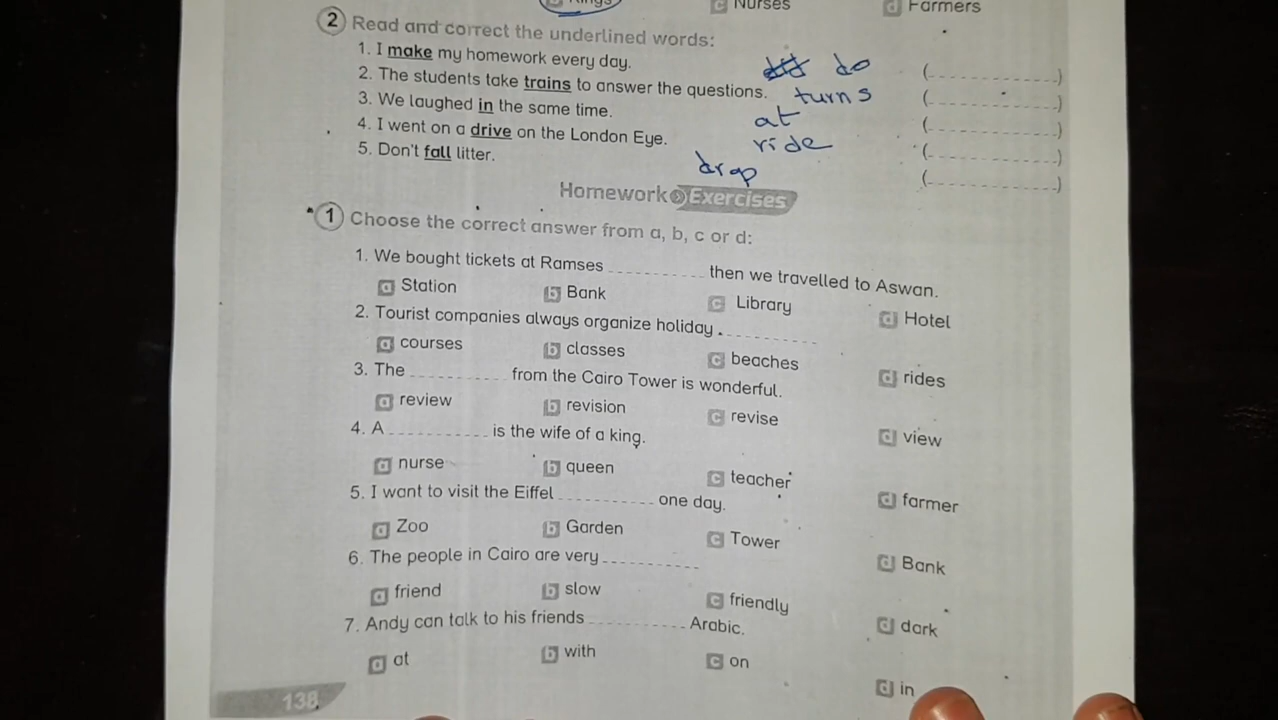 Kings c Nurses d Farmers
2 Read and correct the underlined words:
1. I make my homework every day. do (____________)
2. The students take trains to answer the questions. turns (____________)
3. We laughed in the same time. at (____________)
4. I went on a drive on the London Eye. ride (____________)
5. Don't fall litter. drop (____________)
Homework Exercises
1 Choose the correct answer from a, b, c or d:
1. We bought tickets at Ramses __________ then we travelled to Aswan.
a Station b Bank c Library d Hotel
2. Tourist companies always organize holiday __________
a courses b classes c beaches d rides
3. The __________ from the Cairo Tower is wonderful.
a review b revision c revise d view
4. A __________ is the wife of a king.
a nurse b queen c teacher d farmer
5. I want to visit the Eiffel __________ one day.
a Zoo b Garden c Tower d Bank
6. The people in Cairo are very __________
a friend b slow c friendly d dark
7. Andy can talk to his friends __________ Arabic.
a at b with c on d in
138